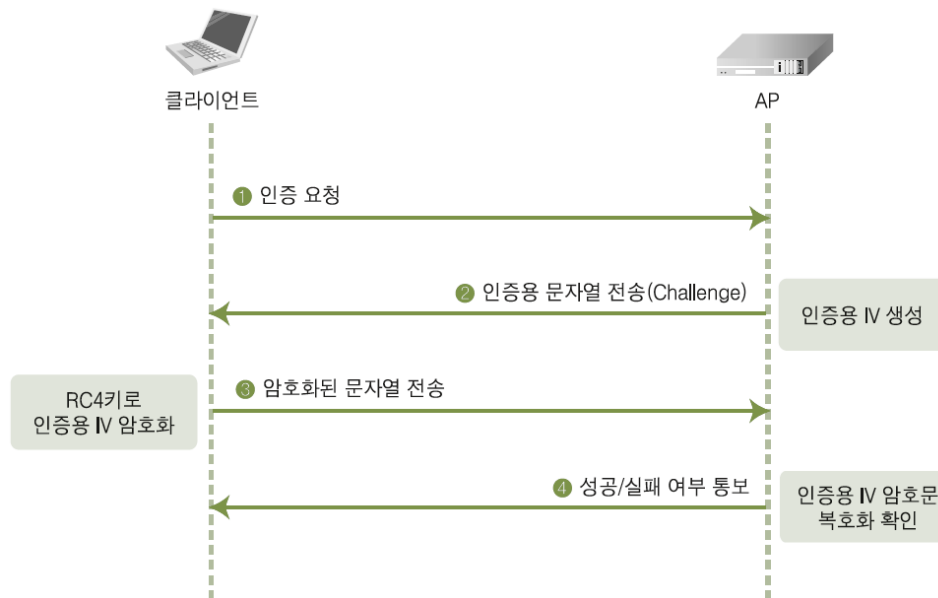 클라이언트
AP
❶ 인증 요청
❷ 인증용 문자열 전송(Challenge)
인증용 IV 생성
RC4키로
인증용 IV 암호화
❸ 암호화된 문자열 전송
❹ 성공/실패 여부 통보
인증용 IV 암호문
복호화 확인